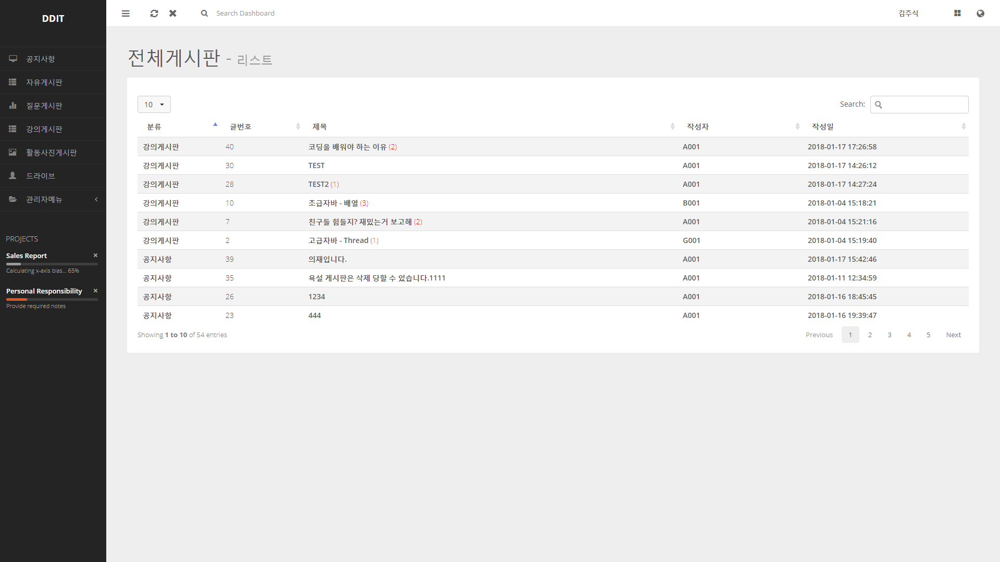 DDIT
Search Dashboard
김주식
공지사항
자유게시판
질문게시판
강의게시판
활동사진게시판
드라이브
관리자메뉴
PROJECTS
Sales Report
Calculating x-axis bias... 65%
Personal Responsibility
Provide required notes
전체게시판 - 리스트
10
Search:
분류 글번호 제목 작성자 작성일
강의게시판 40 코딩을 배워야 하는 이유 (2) A001 2018-01-17 17:26:58
강의게시판 30 TEST A001 2018-01-17 14:26:12
강의게시판 28 TEST2 (1) A001 2018-01-17 14:27:24
강의게시판 10 초급자바 - 배열 (3) B001 2018-01-04 15:18:21
강의게시판 7 친구들 힘들지? 재밌는거 보고해 (2) A001 2018-01-04 15:21:16
강의게시판 2 고급자바 - Thread (1) G001 2018-01-04 15:19:40
공지사항 39 의재입니다. A001 2018-01-17 15:42:46
공지사항 35 욕설 게시판은 삭제 당할 수 있습니다.1111 A001 2018-01-11 12:34:59
공지사항 26 1234 A001 2018-01-16 18:45:45
공지사항 23 444 A001 2018-01-16 19:39:47
Showing 1 to 10 of 54 entries
Previous 1 2 3 4 5 Next